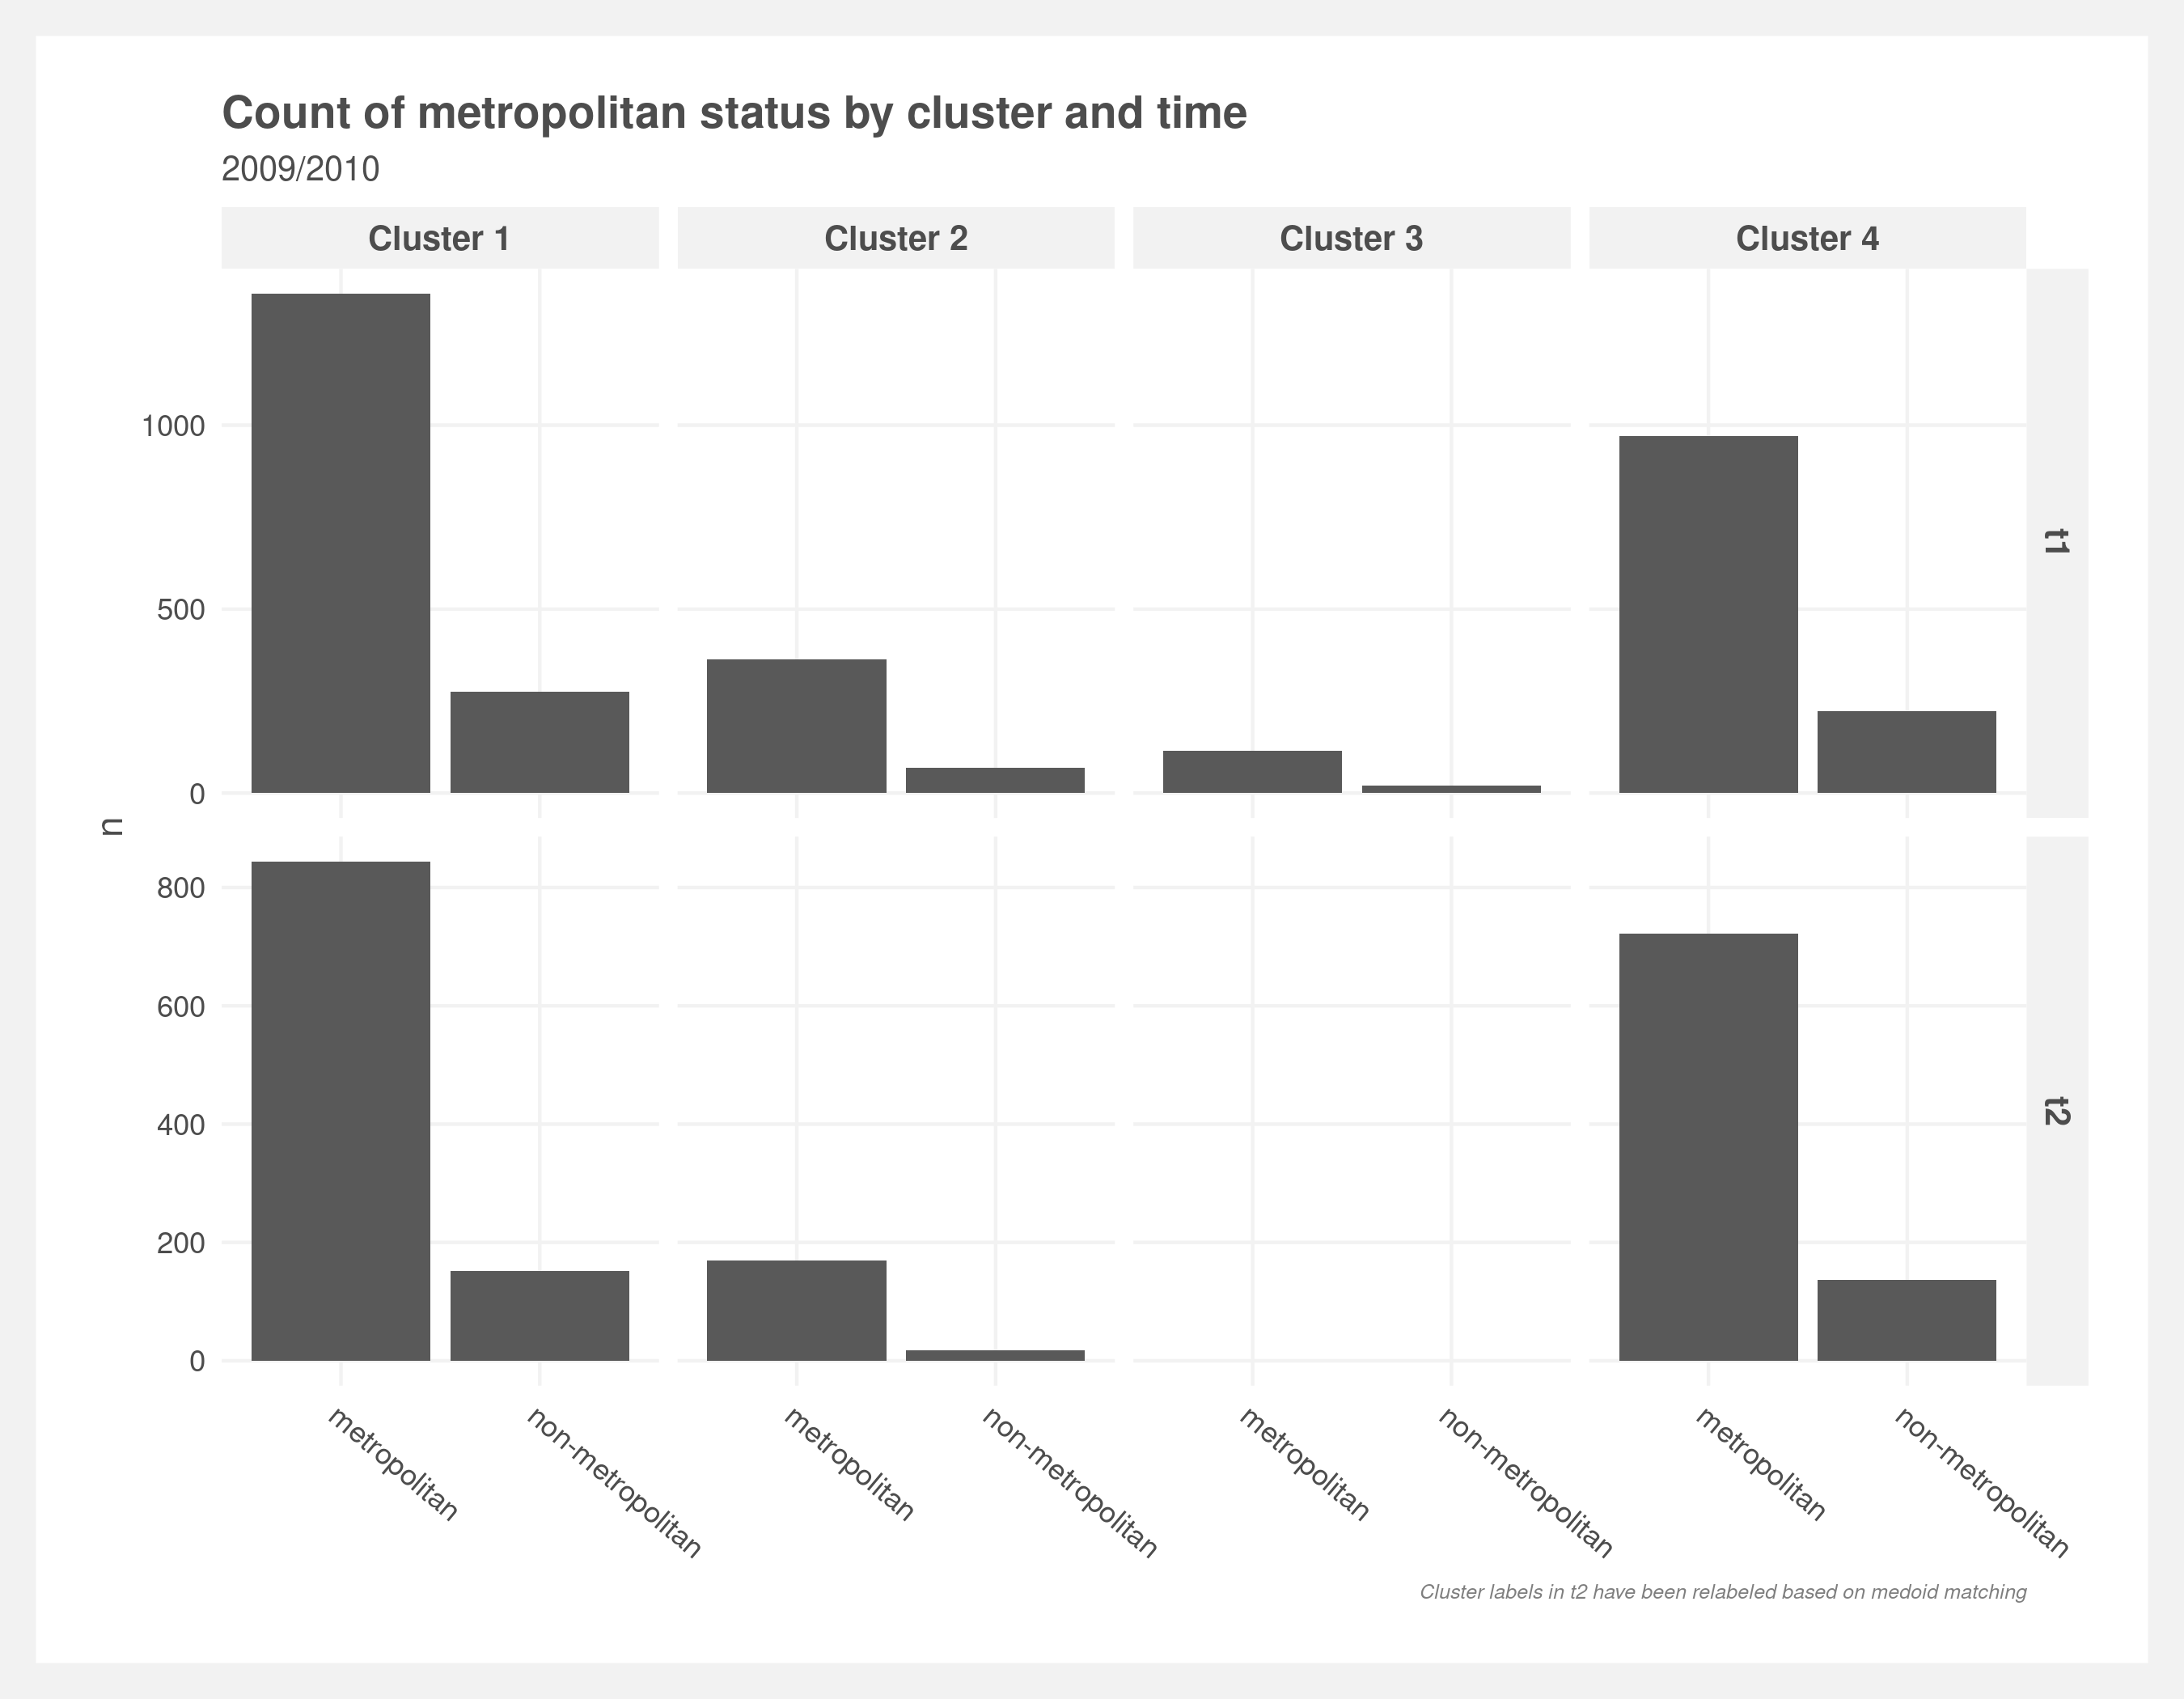 Count of metropolitan status by cluster and time
2009/2010
Cluster 1
Cluster 2
Cluster 3
Cluster 4
1000
500
0
t1
n
800
600
400
200
0
t2
metropolitan
non-metropolitan
metropolitan
non-metropolitan
metropolitan
non-metropolitan
metropolitan
non-metropolitan
Cluster labels in t2 have been relabeled based on medoid matching